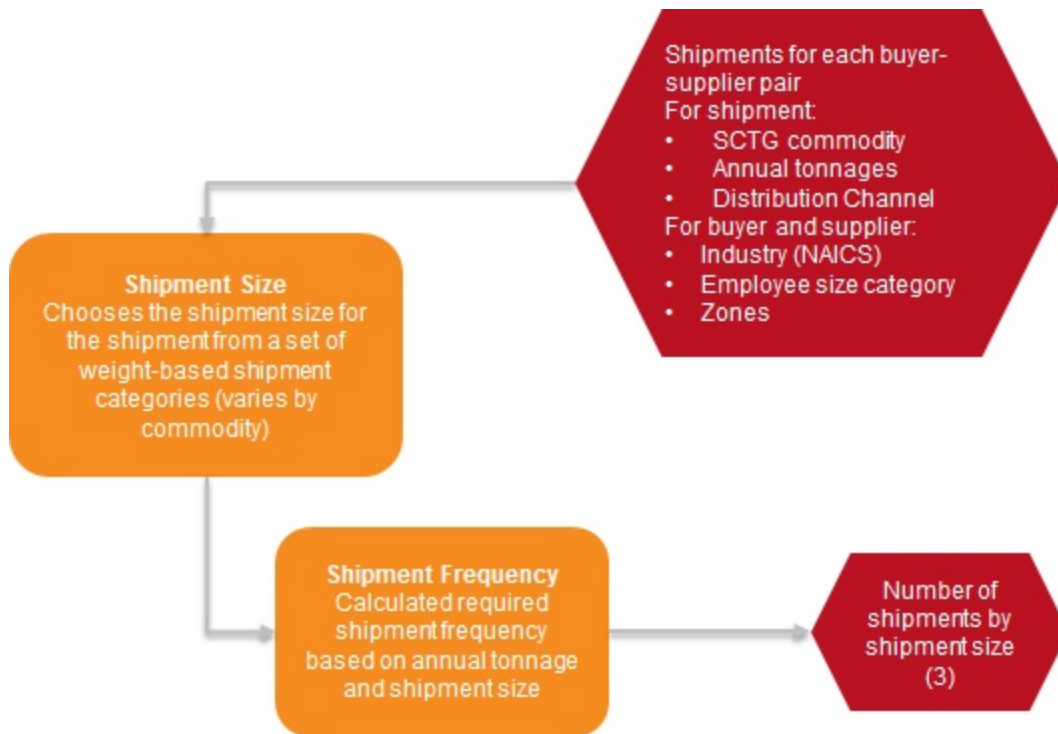 Shipments for each buyer-
supplier pair
For shipment:
• SCTG commodity
• Annual tonnages
• Distribution Channel
For buyer and supplier:
• Industry (NAICS)
• Employee size category
• Zones
Shipment Size
Chooses the shipment size for
the shipment from a set of
weight-based shipment
categories (varies by
commodity)
Shipment Frequency
Calculated required
shipment frequency
based on annual tonnage
and shipment size
Number of
shipments by
shipment size
(3)